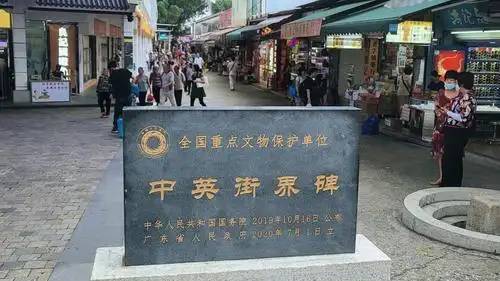 全国重点文物保护单位
中英街界碑
中华人民共和国国务院 2019年10月16日 公布
广东省人民政府 2020年7月1日 立